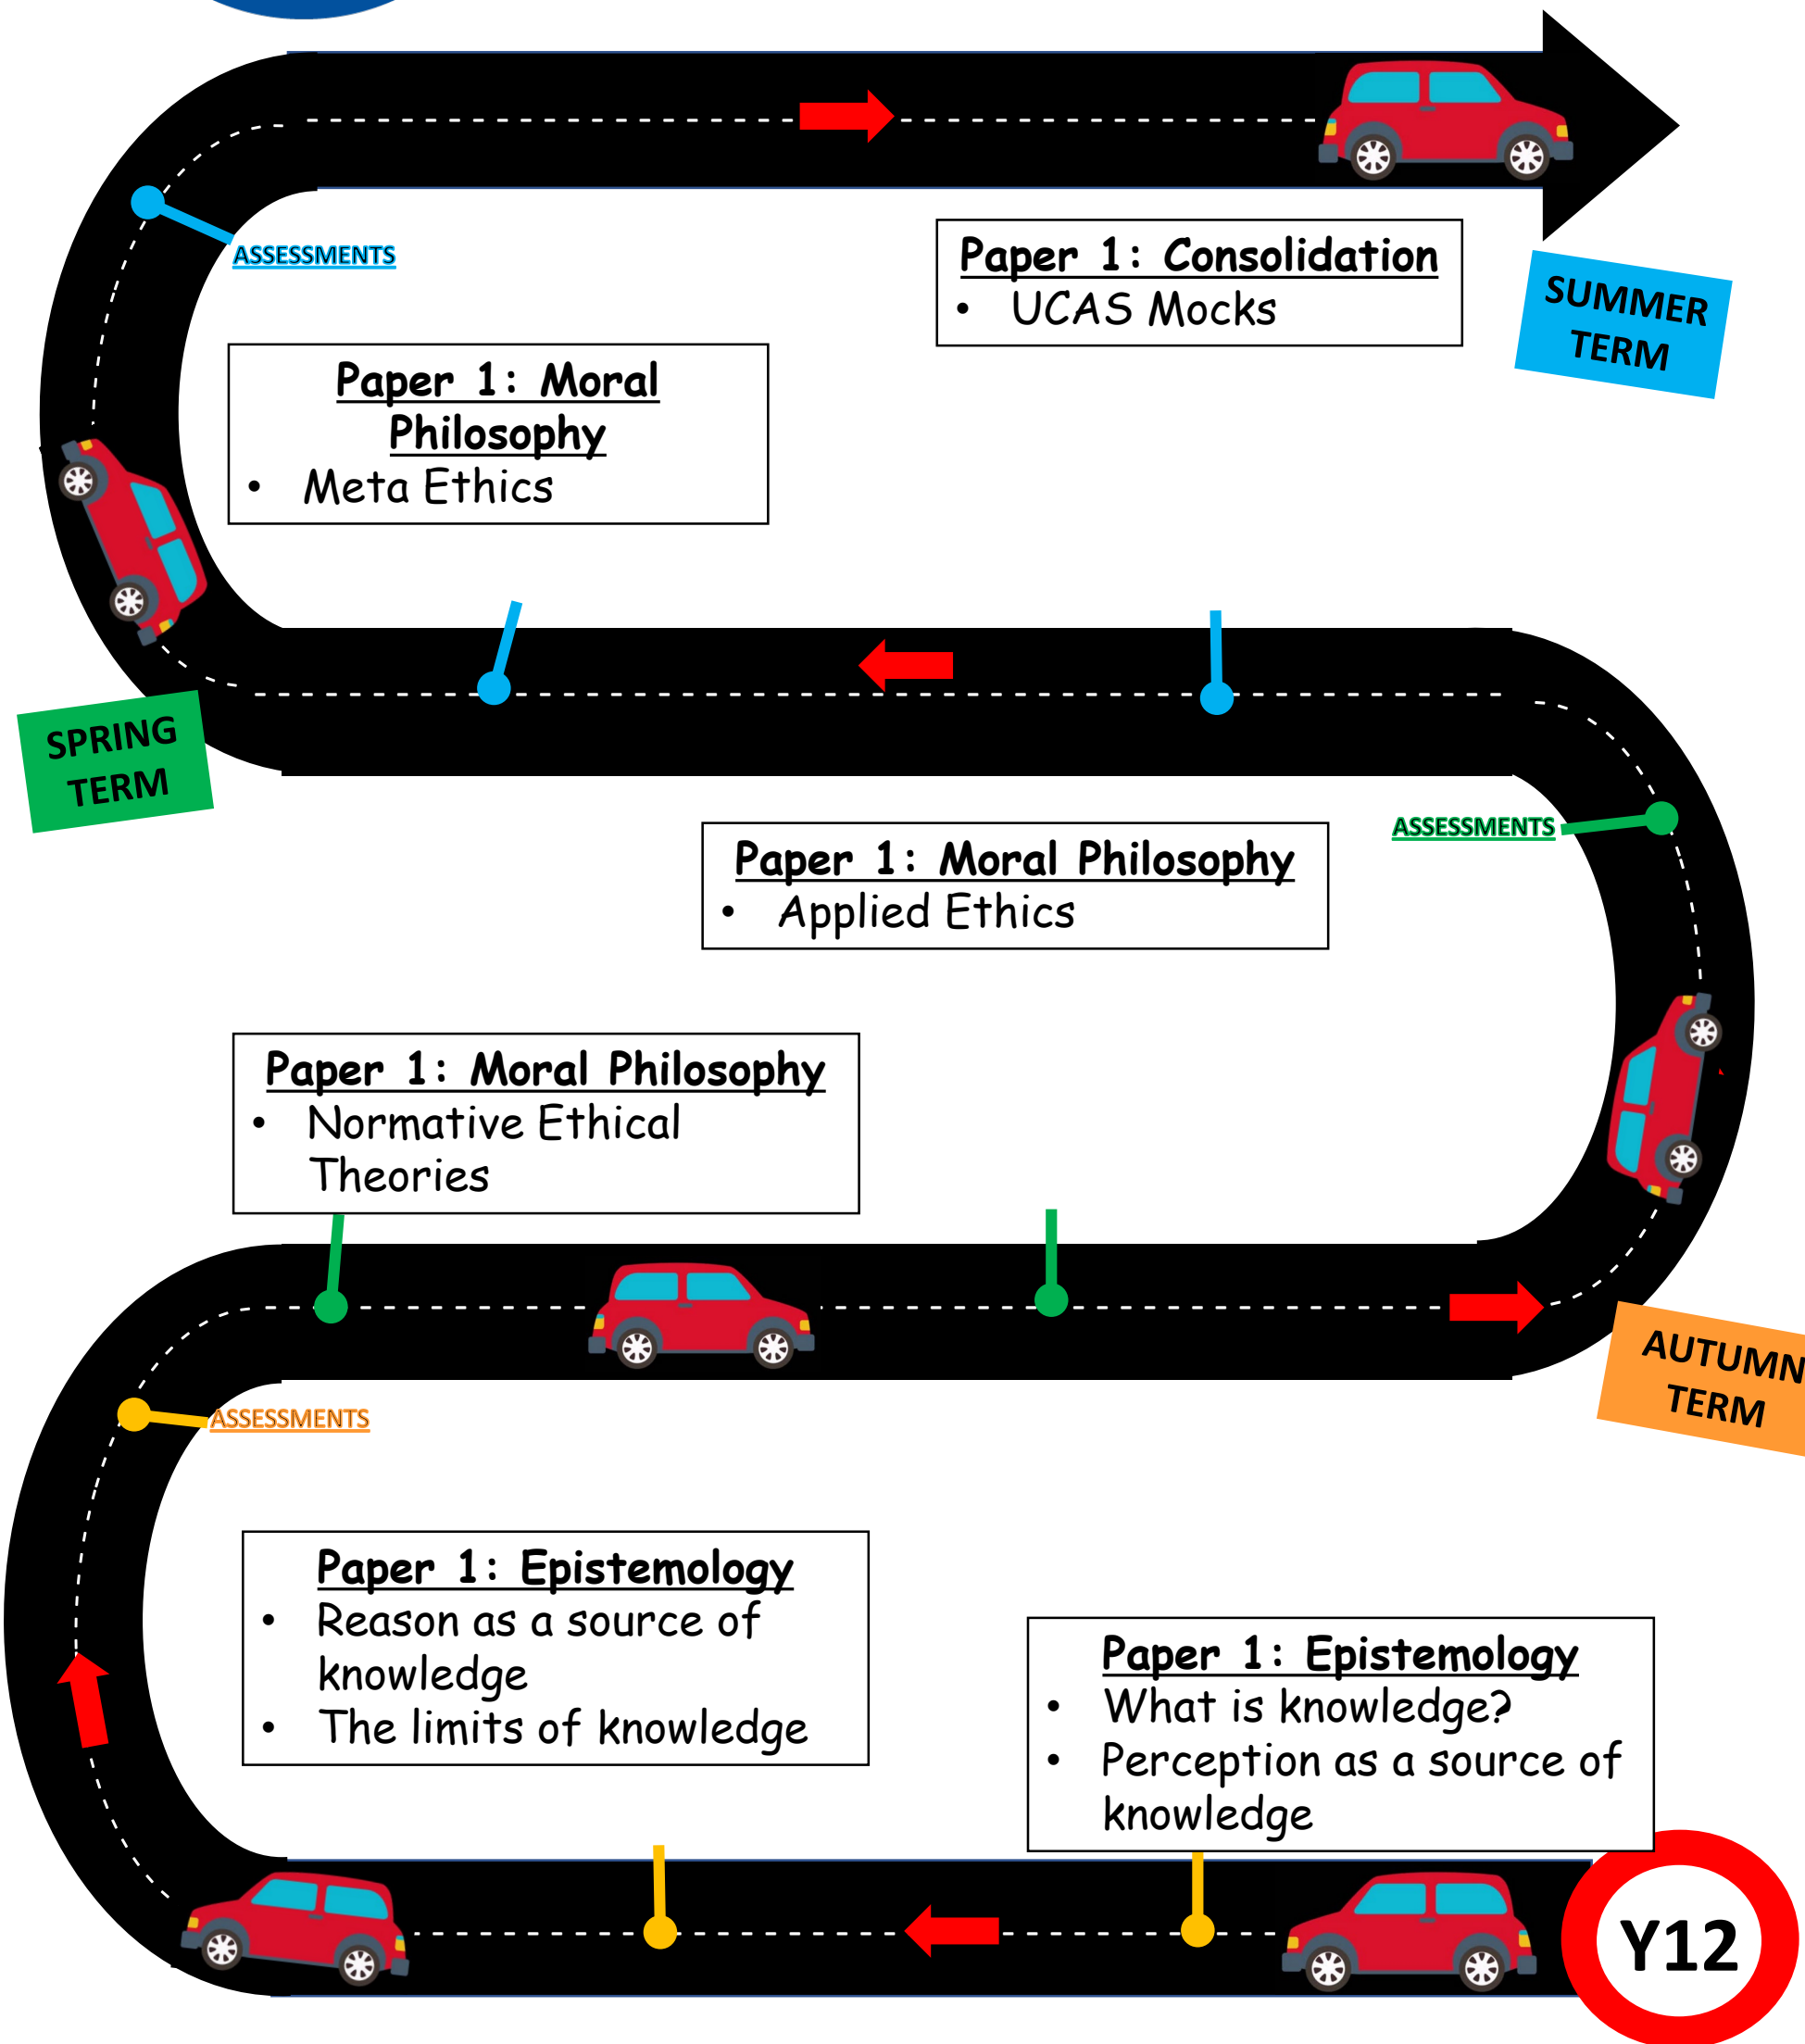 ASSESSMENTS
Paper 1: Consolidation
• UCAS Mocks
SUMMER
TERM
Paper 1: Moral
Philosophy
• Meta Ethics
SPRING
TERM
ASSESSMENTS
Paper 1: Moral Philosophy
• Applied Ethics
Paper 1: Moral Philosophy
• Normative Ethical
Theories
AUTUMN
TERM
ASSESSMENTS
Paper 1: Epistemology
• Reason as a source of
knowledge
• The limits of knowledge
Paper 1: Epistemology
• What is knowledge?
• Perception as a source of
knowledge
Y12